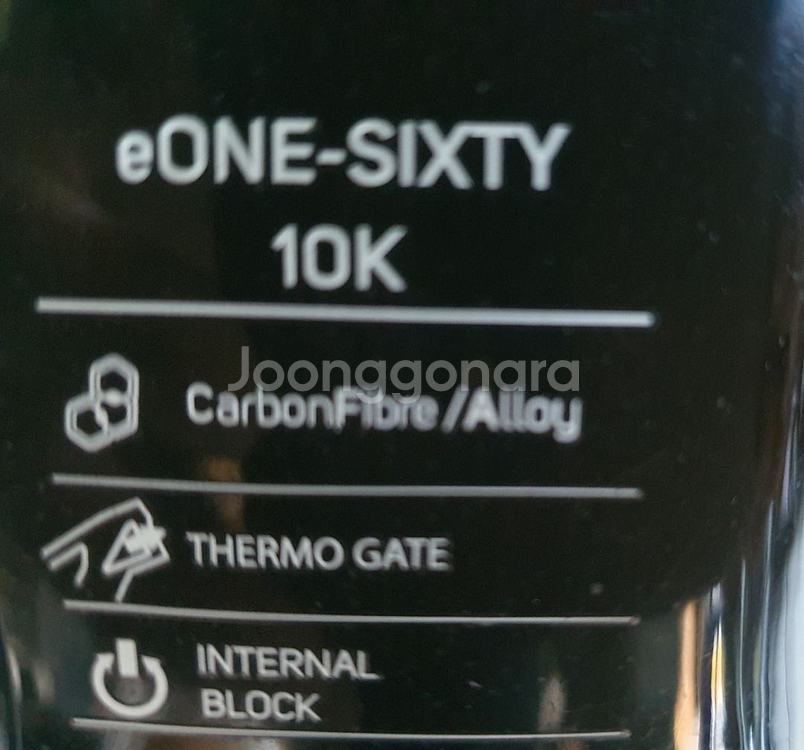 eONE-SIXTY
10K
Joonggonara
CarbonFibre/Alloy
THERMO GATE
INTERNAL
BLOCK